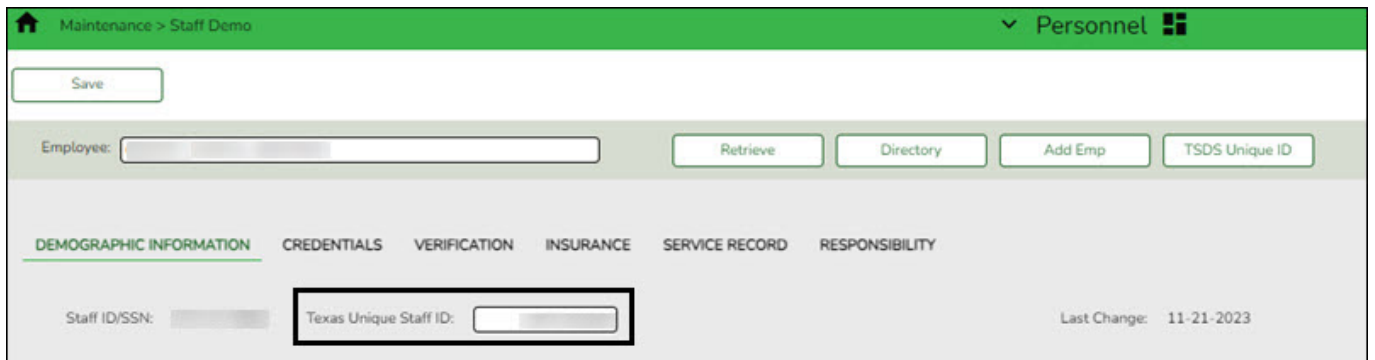 Maintenance > Staff Demo Personnel
Save
Employee: Retrieve Directory Add Emp TSDS Unique ID
DEMOGRAPHIC INFORMATION CREDENTIALS VERIFICATION INSURANCE SERVICE RECORD RESPONSIBILITY
Staff ID/SSN: Texas Unique Staff ID: Last Change: 11-21-2023